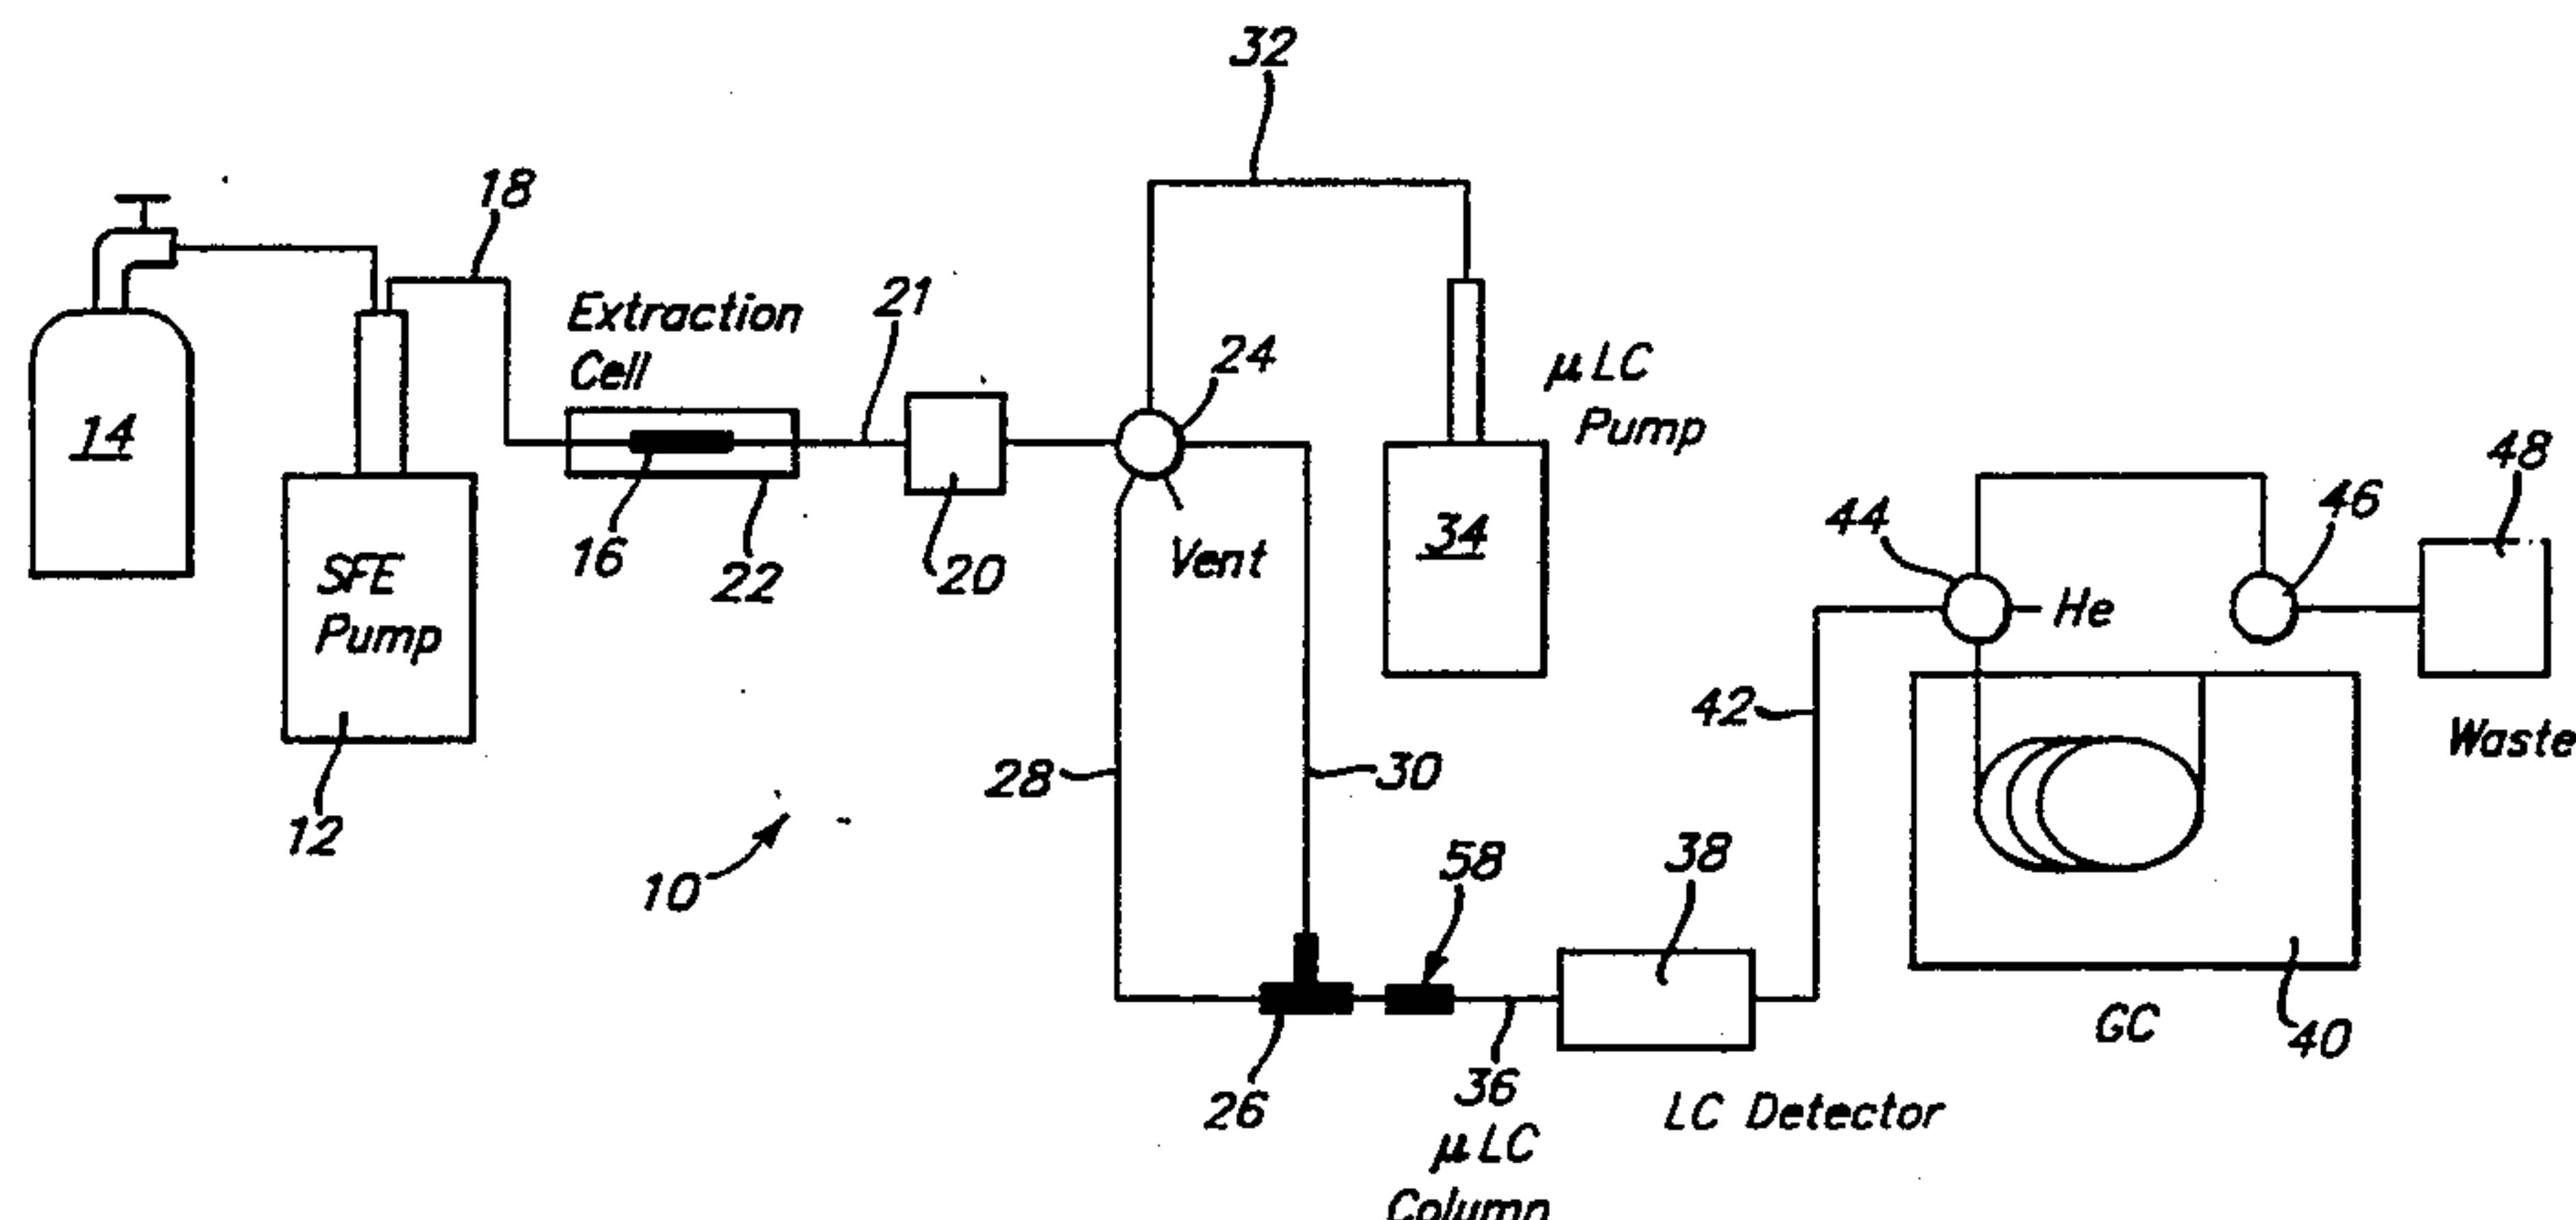 32
18
21
Extraction
Cell
24
μLC
Pump
14
48
46
44
34
SFE
Pump
16
22
20
Vent
He
42
Waste
28
30
12
10
58
38
26
36
GC
40
μLC
Column
LC Detector